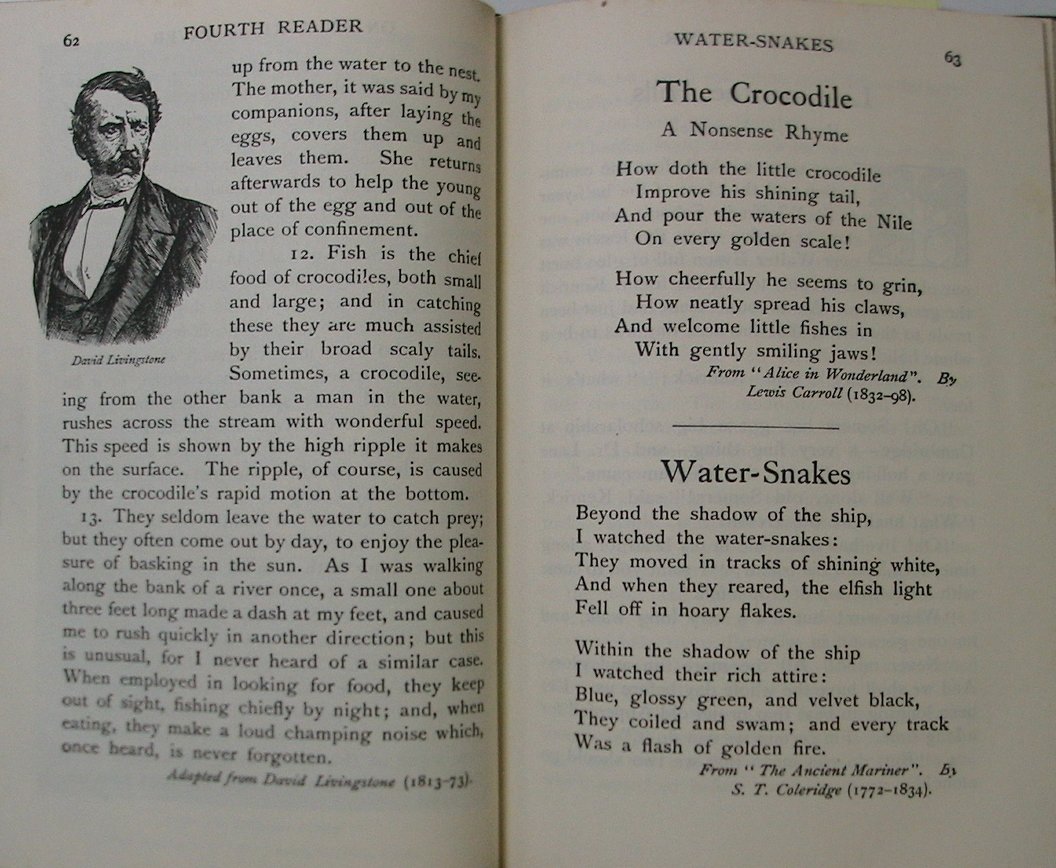 62
FOURTH READER
up from the water to the nest.
The mother, it was said by my
companions, after laying the
eggs, covers them up and
leaves them. She returns
afterwards to help the young
out of the egg and out of the
place of confinement.
12. Fish is the chief
food of crocodiles, both small
and large; and in catching
these they are much assisted
by their broad scaly tails.
Sometimes, a crocodile, see-
David Livingstone
ing from the other bank a man in the water,
rushes across the stream with wonderful speed.
This speed is shown by the high ripple it makes
on the surface. The ripple, of course, is caused
by the crocodile's rapid motion at the bottom.
13. They seldom leave the water to catch prey;
but they often come out by day, to enjoy the plea-
sure of basking in the sun. As I was walking
along the bank of a river once, a small one about
three feet long made a dash at my feet, and caused
me to rush quickly in another direction; but this
is unusual, for I never heard of a similar case.
When employed in looking for food, they keep
out of sight, fishing chiefly by night; and, when
eating, they make a loud champing noise which,
once heard, is never forgotten.
Adapted from David Livingstone (1813-73).
WATER-SNAKES
63
The Crocodile
A Nonsense Rhyme
How doth the little crocodile
Improve his shining tail,
And pour the waters of the Nile
On every golden scale!
How cheerfully he seems to grin,
How neatly spread his claws,
And welcome little fishes in
With gently smiling jaws!
From "Alice in Wonderland". By
Lewis Carroll (1832-98).
Water-Snakes
Beyond the shadow of the ship,
I watched the water-snakes:
They moved in tracks of shining white,
And when they reared, the elfish light
Fell off in hoary flakes.
Within the shadow of the ship
I watched their rich attire:
Blue, glossy green, and velvet black,
They coiled and swam; and every track
Was a flash of golden fire.
From "The Ancient Mariner". By
S. T. Coleridge (1772-1834).